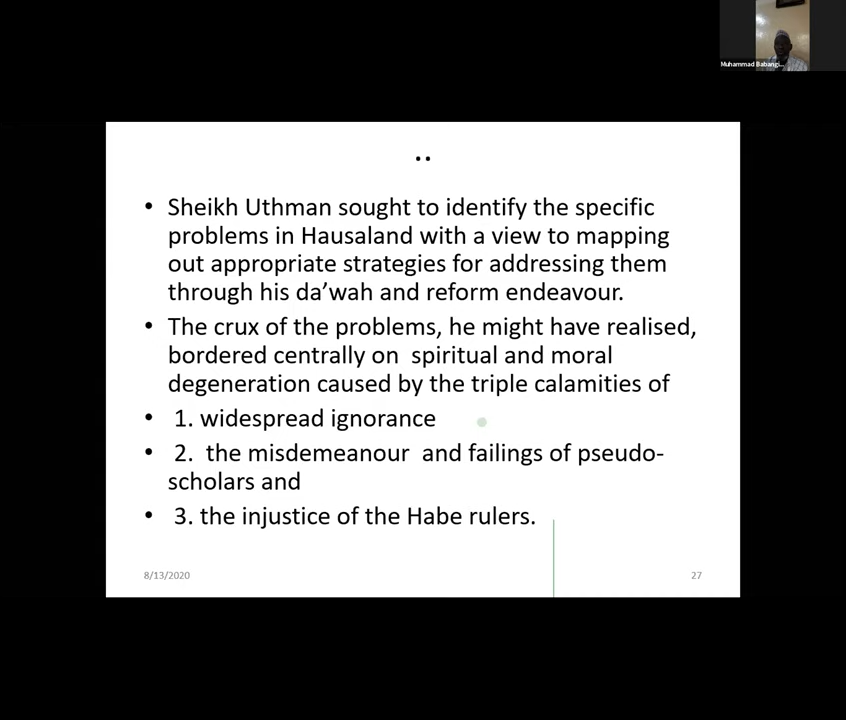 Muhammad Babangi...
..
• Sheikh Uthman sought to identify the specific
problems in Hausaland with a view to mapping
out appropriate strategies for addressing them
through his da’wah and reform endeavour.
• The crux of the problems, he might have realised,
bordered centrally on  spiritual and moral
degeneration caused by the triple calamities of
• 1. widespread ignorance
• 2.  the misdemeanour  and failings of pseudo-
scholars and
• 3. the injustice of the Habe rulers.
8/13/2020
27